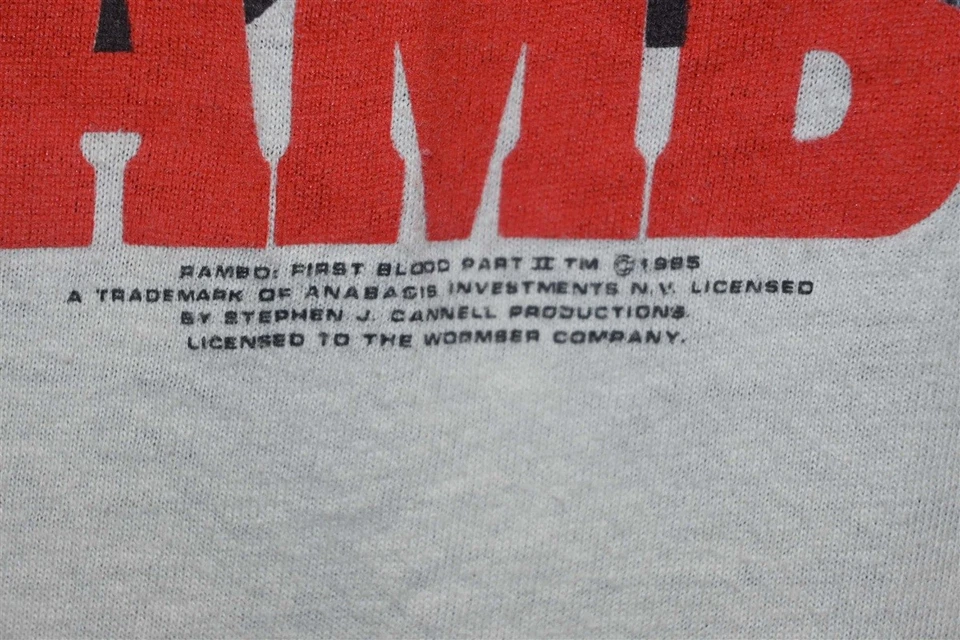 AMB
RAMBO: FIRST BLOOD PART II TM ©1985
A TRADEMARK OF ANABASIS INVESTMENTS N.V. LICENSED
BY STEPHEN J. CANNELL PRODUCTIONS.
LICENSED TO THE WORMSER COMPANY.